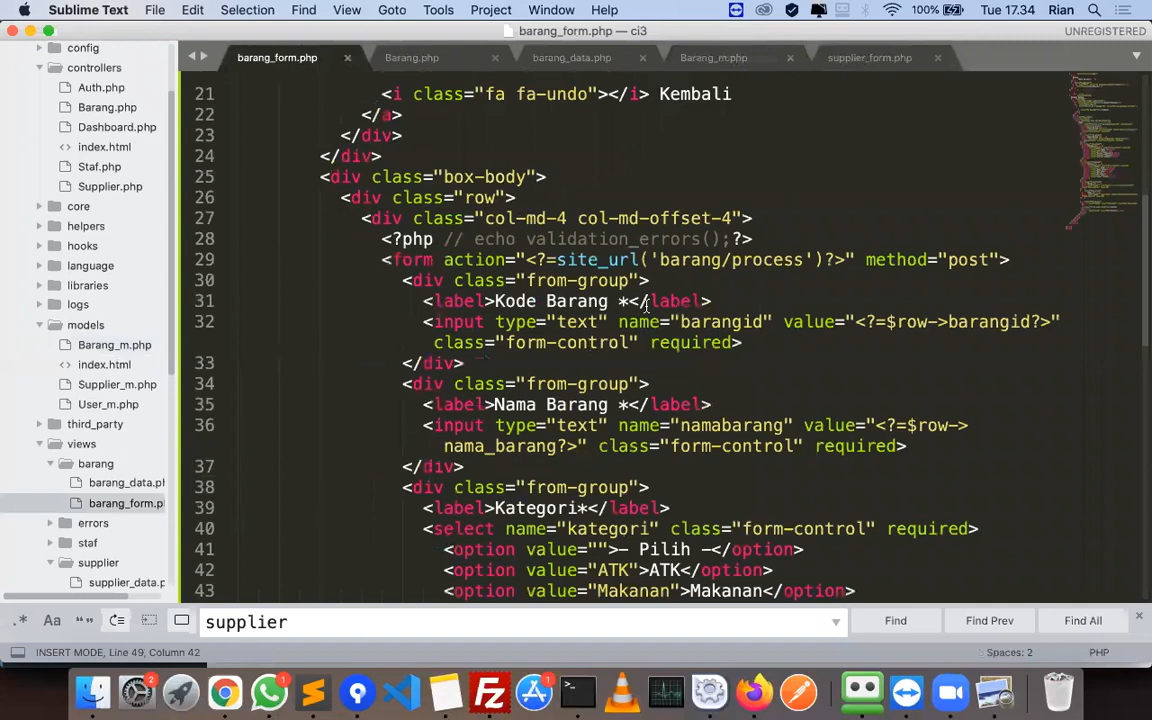 Sublime Text File Edit Selection Find View Goto Tools Project Window Help 100% Tue 17.34 Rian
barang_form.php — ci3 UNREGISTERED
barang_form.php × Barang.php × barang_data.php × Barang_m.php × supplier_form.php ×
config
controllers
Auth.php
Barang.php
Dashboard.php
index.html
Staf.php
Supplier.php
core
helpers
hooks
language
libraries
logs
models
Barang_m.php
index.html
Supplier_m.php
User_m.php
third_party
views
barang
barang_data.ph
barang_form.p
errors
staf
supplier
supplier_data.p
21 <i class="fa fa-undo"></i> Kembali
22 </a>
23 </div>
24 </div>
25 <div class="box-body">
26 <div class="row">
27 <div class="col-md-4 col-md-offset-4">
28 <?php // echo validation_errors();?>
29 <form action="<?=site_url('barang/process')?>" method="post">
30 <div class="from-group">
31 <label>Kode Barang *</label>
32 <input type="text" name="barangid" value="<?=$row->barangid?>"
class="form-control" required>
33 </div>
34 <div class="from-group">
35 <label>Nama Barang *</label>
36 <input type="text" name="namabarang" value="<?=$row->
nama_barang?>" class="form-control" required>
37 </div>
38 <div class="from-group">
39 <label>Kategori*</label>
40 <select name="kategori" class="form-control" required>
41 <option value="">- Pilih -</option>
42 <option value="ATK">ATK</option>
43 <option value="Makanan">Makanan</option>
.* Aa “” supplier Find Find Prev Find All ×
INSERT MODE, Line 49, Column 42 Spaces: 2 PHP
2 1 Fz 1 >_